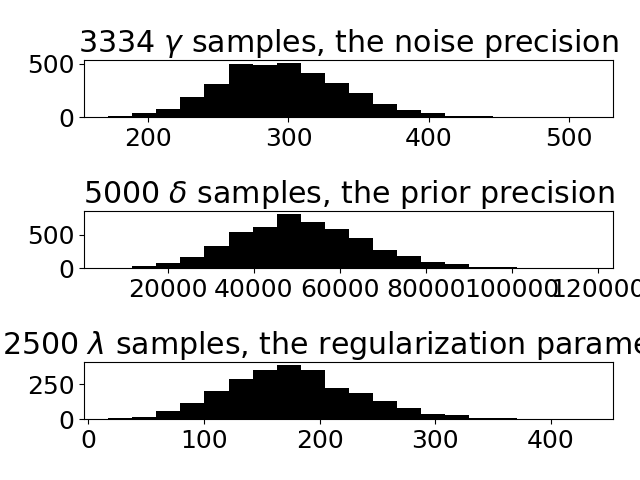 3334 γ samples, the noise precision
500
0
200 300 400 500
5000 δ samples, the prior precision
500
0
20000 40000 60000 80000 100000 120000
2500 λ samples, the regularization parame
250
0
0 100 200 300 400